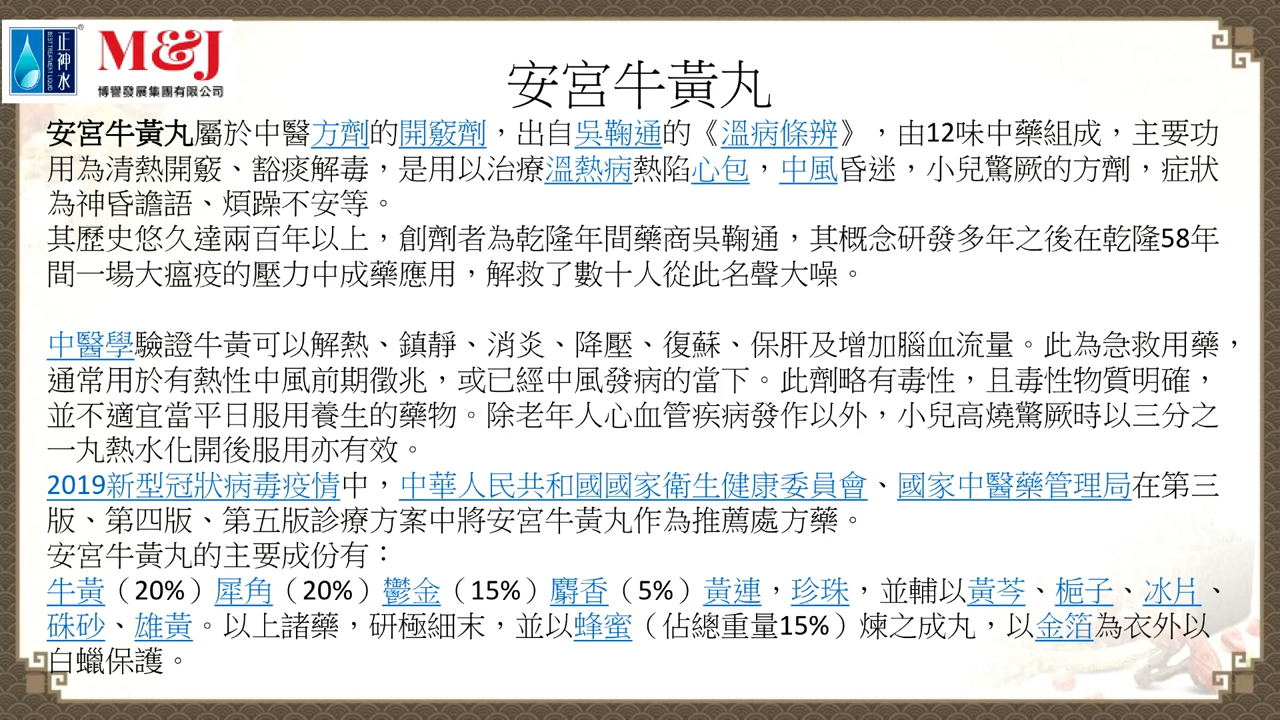 正神水
BEST TREATMENT LIQUID
®
M&J
博譽發展集團有限公司
安宮牛黃丸
安宮牛黃丸屬於中醫方劑的開竅劑，出自吳鞠通的《溫病條辨》，由12味中藥組成，主要功
用為清熱開竅、豁痰解毒，是用以治療溫熱病熱陷心包，中風昏迷，小兒驚厥的方劑，症狀
為神昏譫語、煩躁不安等。
其歷史悠久達兩百年以上，創劑者為乾隆年間藥商吳鞠通，其概念研發多年之後在乾隆58年
間一場大瘟疫的壓力中成藥應用，解救了數十人從此名聲大噪。
中醫學驗證牛黃可以解熱、鎮靜、消炎、降壓、復蘇、保肝及增加腦血流量。此為急救用藥，
通常用於有熱性中風前期徵兆，或已經中風發病的當下。此劑略有毒性，且毒性物質明確，
並不適宜當平日服用養生的藥物。除老年人心血管疾病發作以外，小兒高燒驚厥時以三分之
一丸熱水化開後服用亦有效。
2019新型冠狀病毒疫情中，中華人民共和國國家衛生健康委員會、國家中醫藥管理局在第三
版、第四版、第五版診療方案中將安宮牛黃丸作為推薦處方藥。
安宮牛黃丸的主要成份有：
牛黃（20%）犀角（20%）鬱金（15%）麝香（5%）黃連，珍珠，並輔以黃芩、梔子、冰片、
硃砂、雄黃。以上諸藥，研極細末，並以蜂蜜（佔總重量15%）煉之成丸，以金箔為衣外以
白蠟保護。